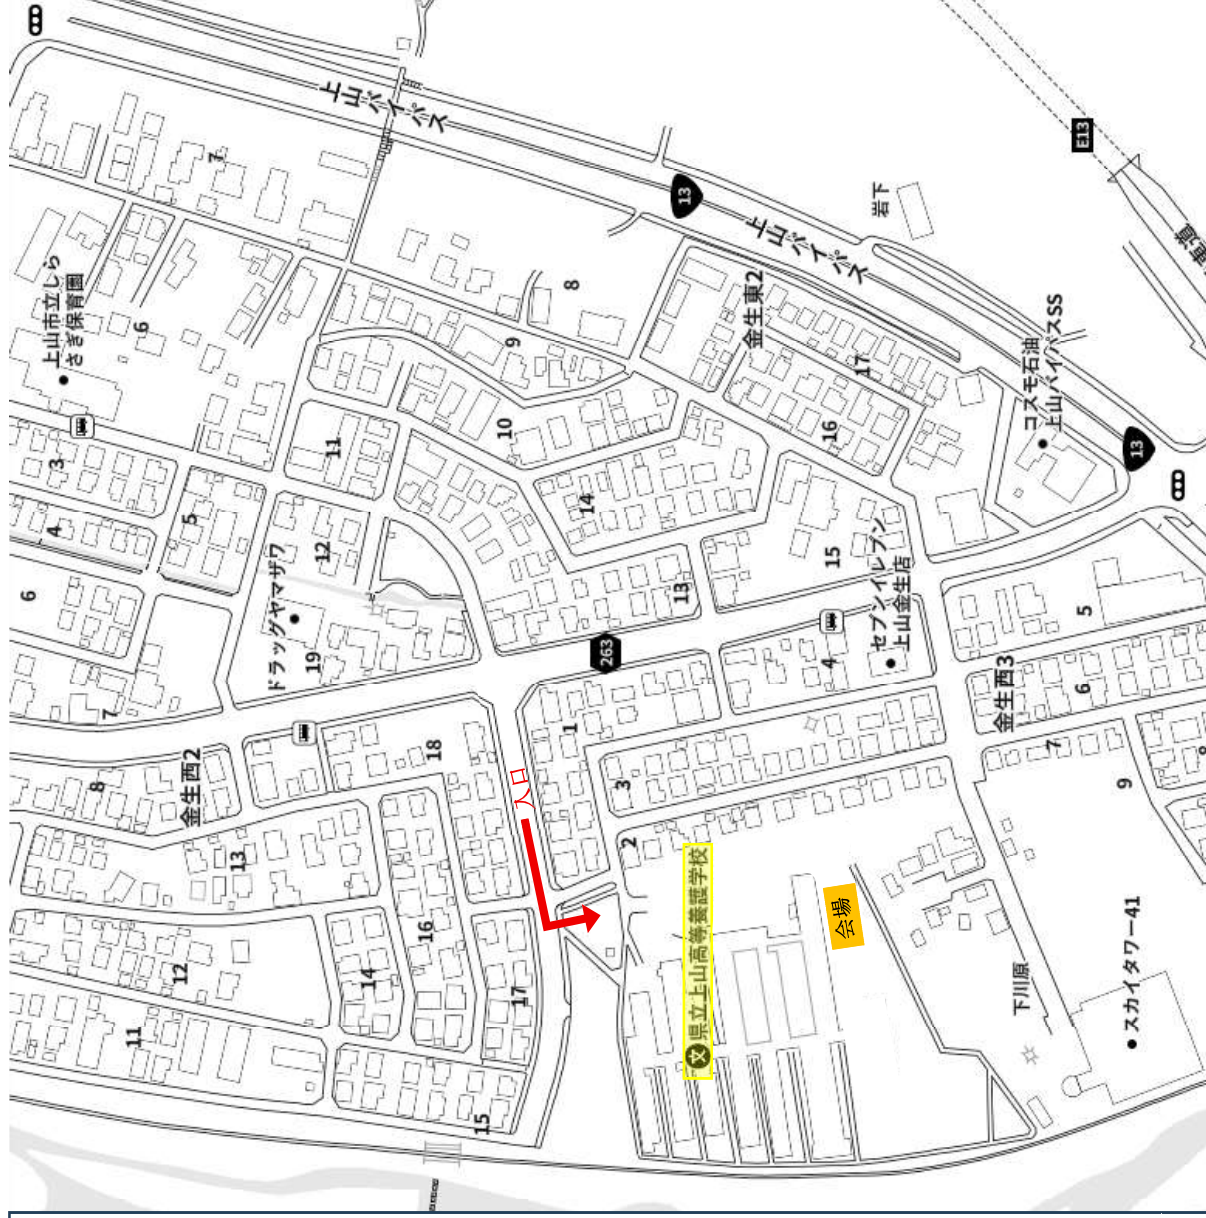 上山バイパス
13
上山バイパス
13
E13
車道
岩下
コスモ石油
上山バイパスSS
金生東2
17
16
8
7
9
10
11
14
15
13
上山市立しら
さぎ保育園
6
3
4
5
6
7
12
ドラッグヤマザワ
19
263
セブンイレブン
上山金生店
4
5
金生西3
6
7
8
9
1
3
2
入口
18
金生西2
8
13
16
12
14
17
11
15
文
県立上山高等養護学校
会場
下川原
スカイタワー41